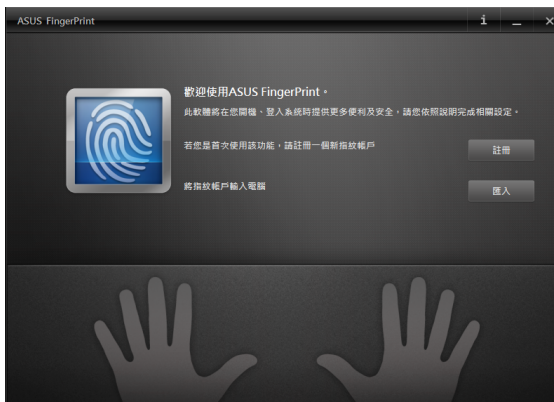 ASUS FingerPrint
歡迎使用ASUS FingerPrint。
此軟體將在您開機、登入系統時提供更多便利及安全，請您依照說明完成相關設定。
若您是首次使用該功能，請註冊一個新指紋帳戶
註冊
將指紋帳戶輸入電腦
匯入